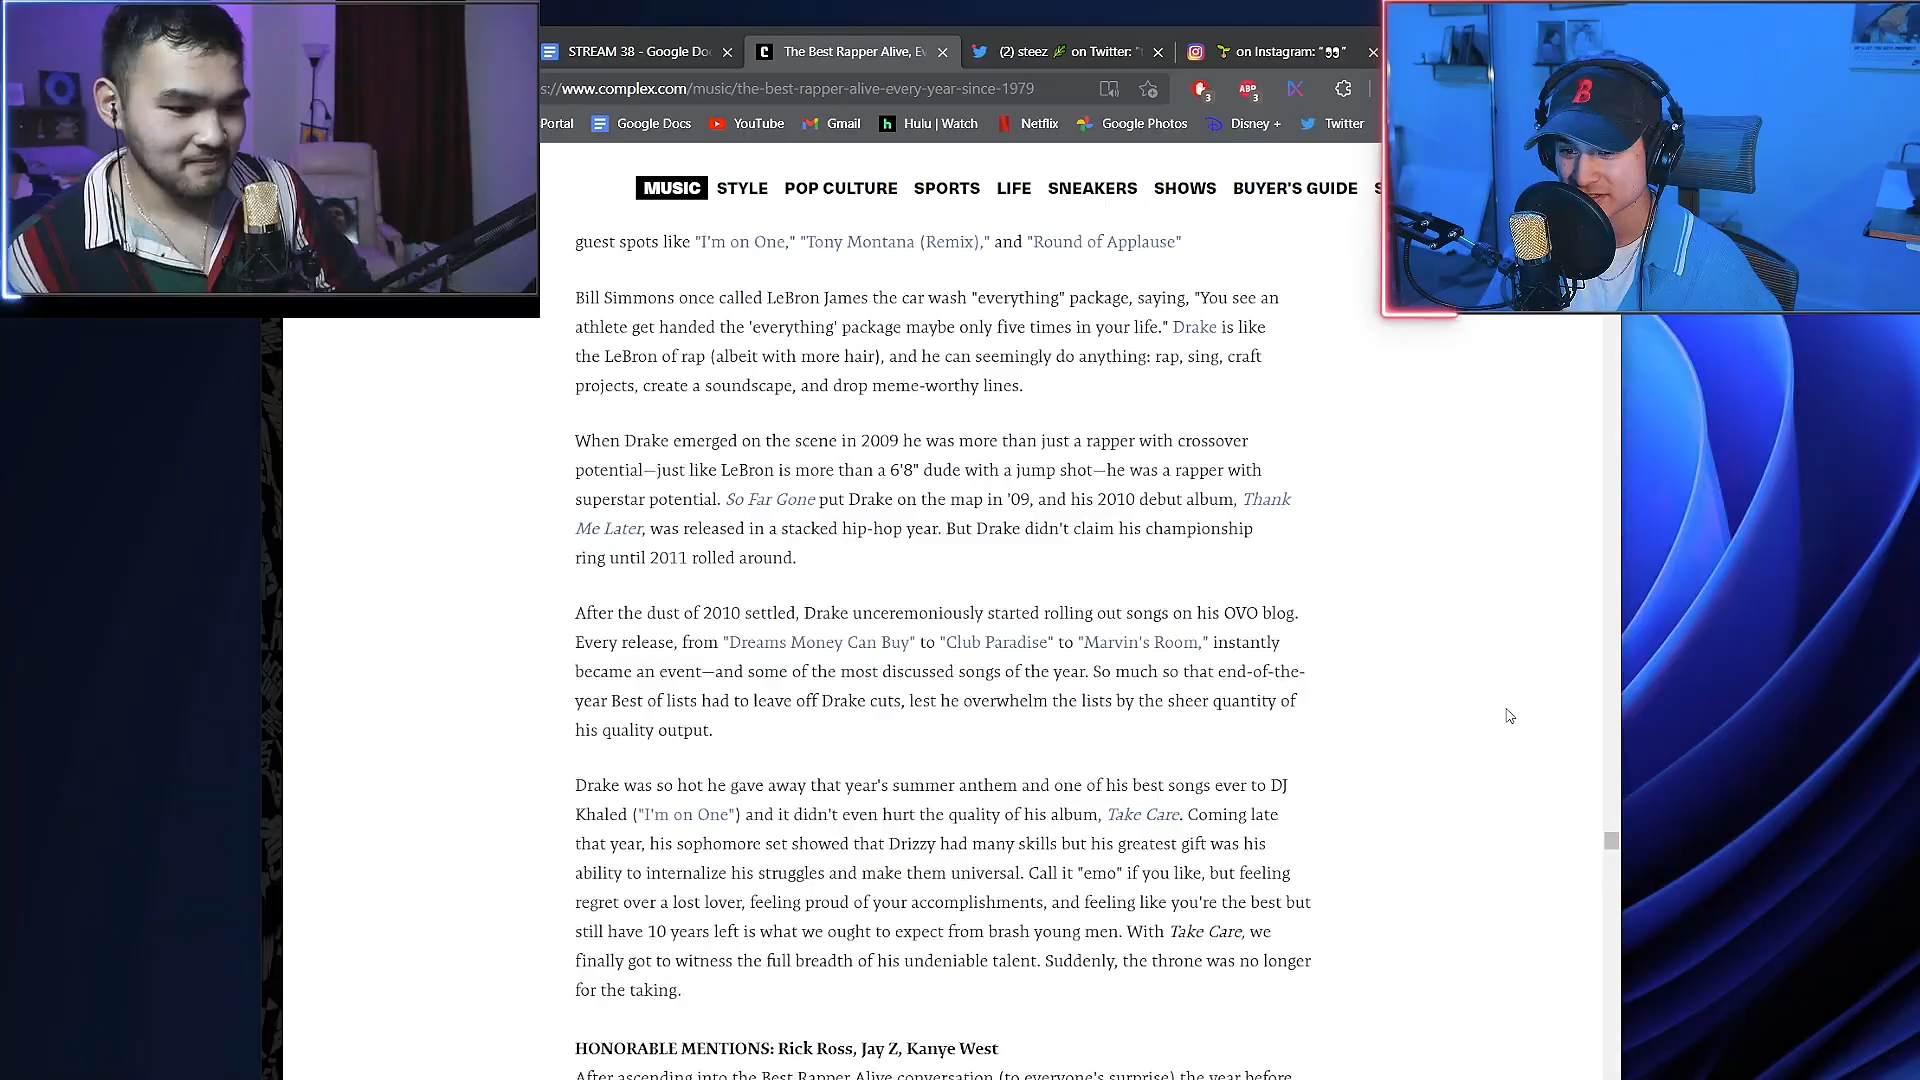 STREAM 38 - Google Do
The Best Rapper Alive, E
(2) steez on Twitter: "
on Instagram: "
s://www.complex.com/music/the-best-rapper-alive-every-year-since-1979
3
ABP
3
Portal
Google Docs
YouTube
Gmail
h Hulu | Watch
Netflix
Google Photos
Disney +
Twitter
B
MUSIC STYLE POP CULTURE SPORTS LIFE SNEAKERS SHOWS BUYER'S GUIDE
guest spots like "I'm on One," "Tony Montana (Remix)," and "Round of Applause"
Bill Simmons once called LeBron James the car wash "everything" package, saying, "You see an
athlete get handed the 'everything' package maybe only five times in your life." Drake is like
the LeBron of rap (albeit with more hair), and he can seemingly do anything: rap, sing, craft
projects, create a soundscape, and drop meme-worthy lines.
When Drake emerged on the scene in 2009 he was more than just a rapper with crossover
potential—just like LeBron is more than a 6'8" dude with a jump shot—he was a rapper with
superstar potential. So Far Gone put Drake on the map in '09, and his 2010 debut album, Thank
Me Later, was released in a stacked hip-hop year. But Drake didn't claim his championship
ring until 2011 rolled around.
After the dust of 2010 settled, Drake unceremoniously started rolling out songs on his OVO blog.
Every release, from "Dreams Money Can Buy" to "Club Paradise" to "Marvin's Room," instantly
became an event—and some of the most discussed songs of the year. So much so that end-of-the-
year Best of lists had to leave off Drake cuts, lest he overwhelm the lists by the sheer quantity of
his quality output.
Drake was so hot he gave away that year's summer anthem and one of his best songs ever to DJ
Khaled ("I'm on One") and it didn't even hurt the quality of his album, Take Care. Coming late
that year, his sophomore set showed that Drizzy had many skills but his greatest gift was his
ability to internalize his struggles and make them universal. Call it "emo" if you like, but feeling
regret over a lost lover, feeling proud of your accomplishments, and feeling like you're the best but
still have 10 years left is what we ought to expect from brash young men. With Take Care, we
finally got to witness the full breadth of his undeniable talent. Suddenly, the throne was no longer
for the taking.
HONORABLE MENTIONS: Rick Ross, Jay Z, Kanye West
After ascending into the Best Rapper Alive conversation (to everyone's surprise) the year before